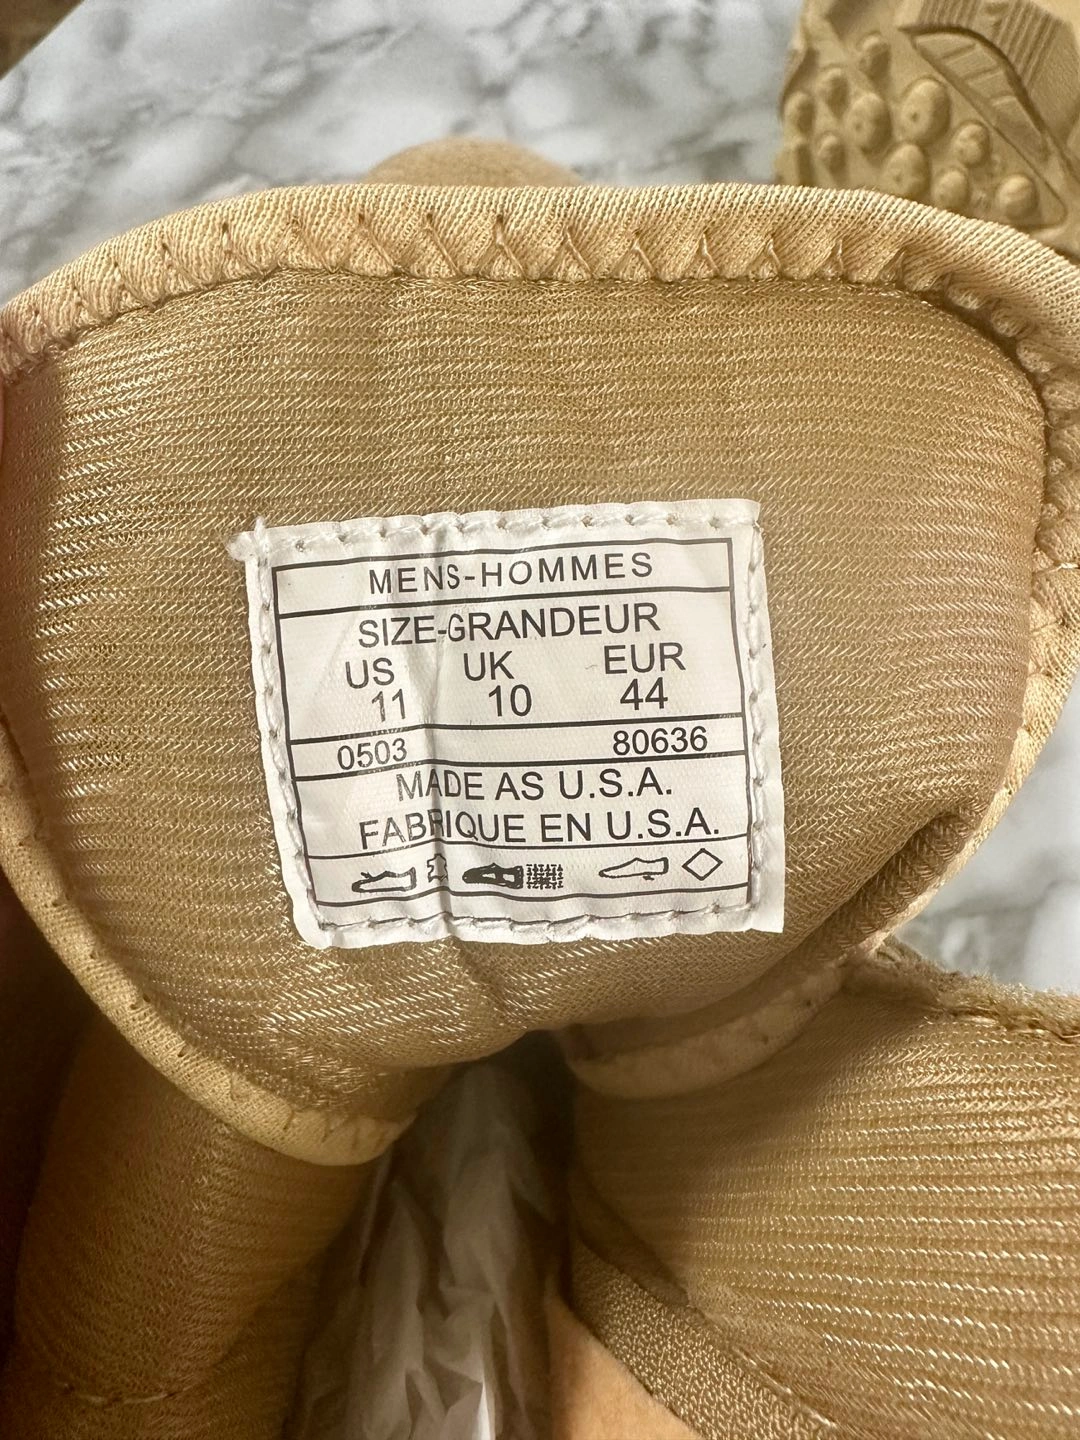 MENS-HOMMES
SIZE-GRANDEUR
US UK EUR
11 10 44
0503 80636
MADE AS U.S.A.
FABRIQUE EN U.S.A.